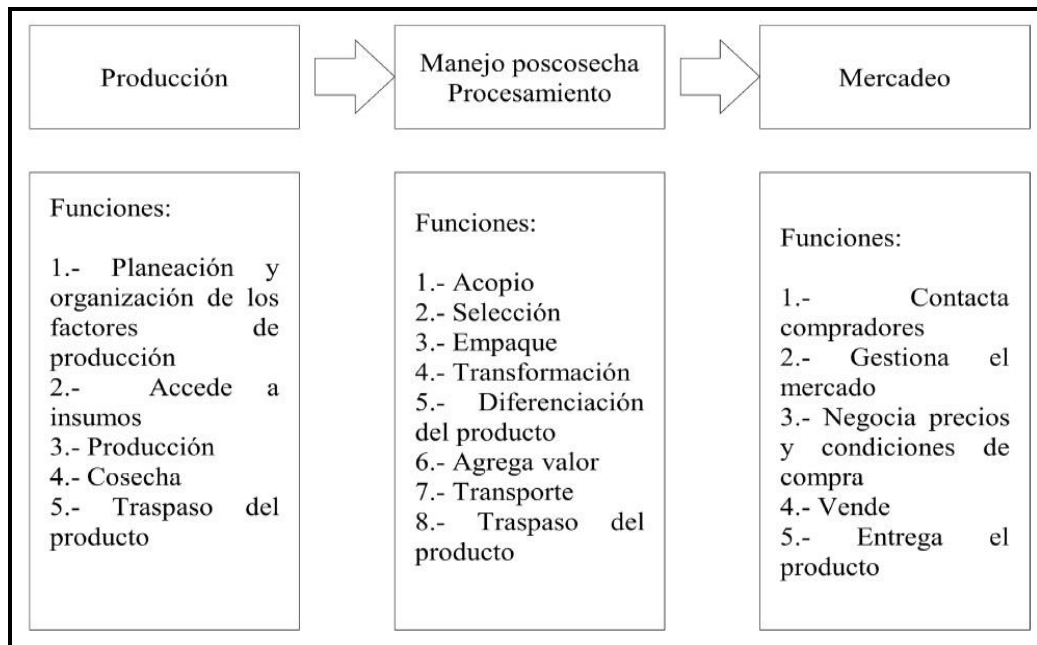 Producción
Manejo poscosecha
Procesamiento
Mercadeo
Funciones:
1.- Planeación y
organización de los
factores de
producción
2.- Accede a
insumos
3.- Producción
4.- Cosecha
5.- Traspaso del
producto
Funciones:
1.- Acopio
2.- Selección
3.- Empaque
4.- Transformación
5.- Diferenciación
del producto
6.- Agrega valor
7.- Transporte
8.- Traspaso del
producto
Funciones:
1.- Contacta
compradores
2.- Gestiona el
mercado
3.- Negocia precios
y condiciones de
compra
4.- Vende
5.- Entrega el
producto